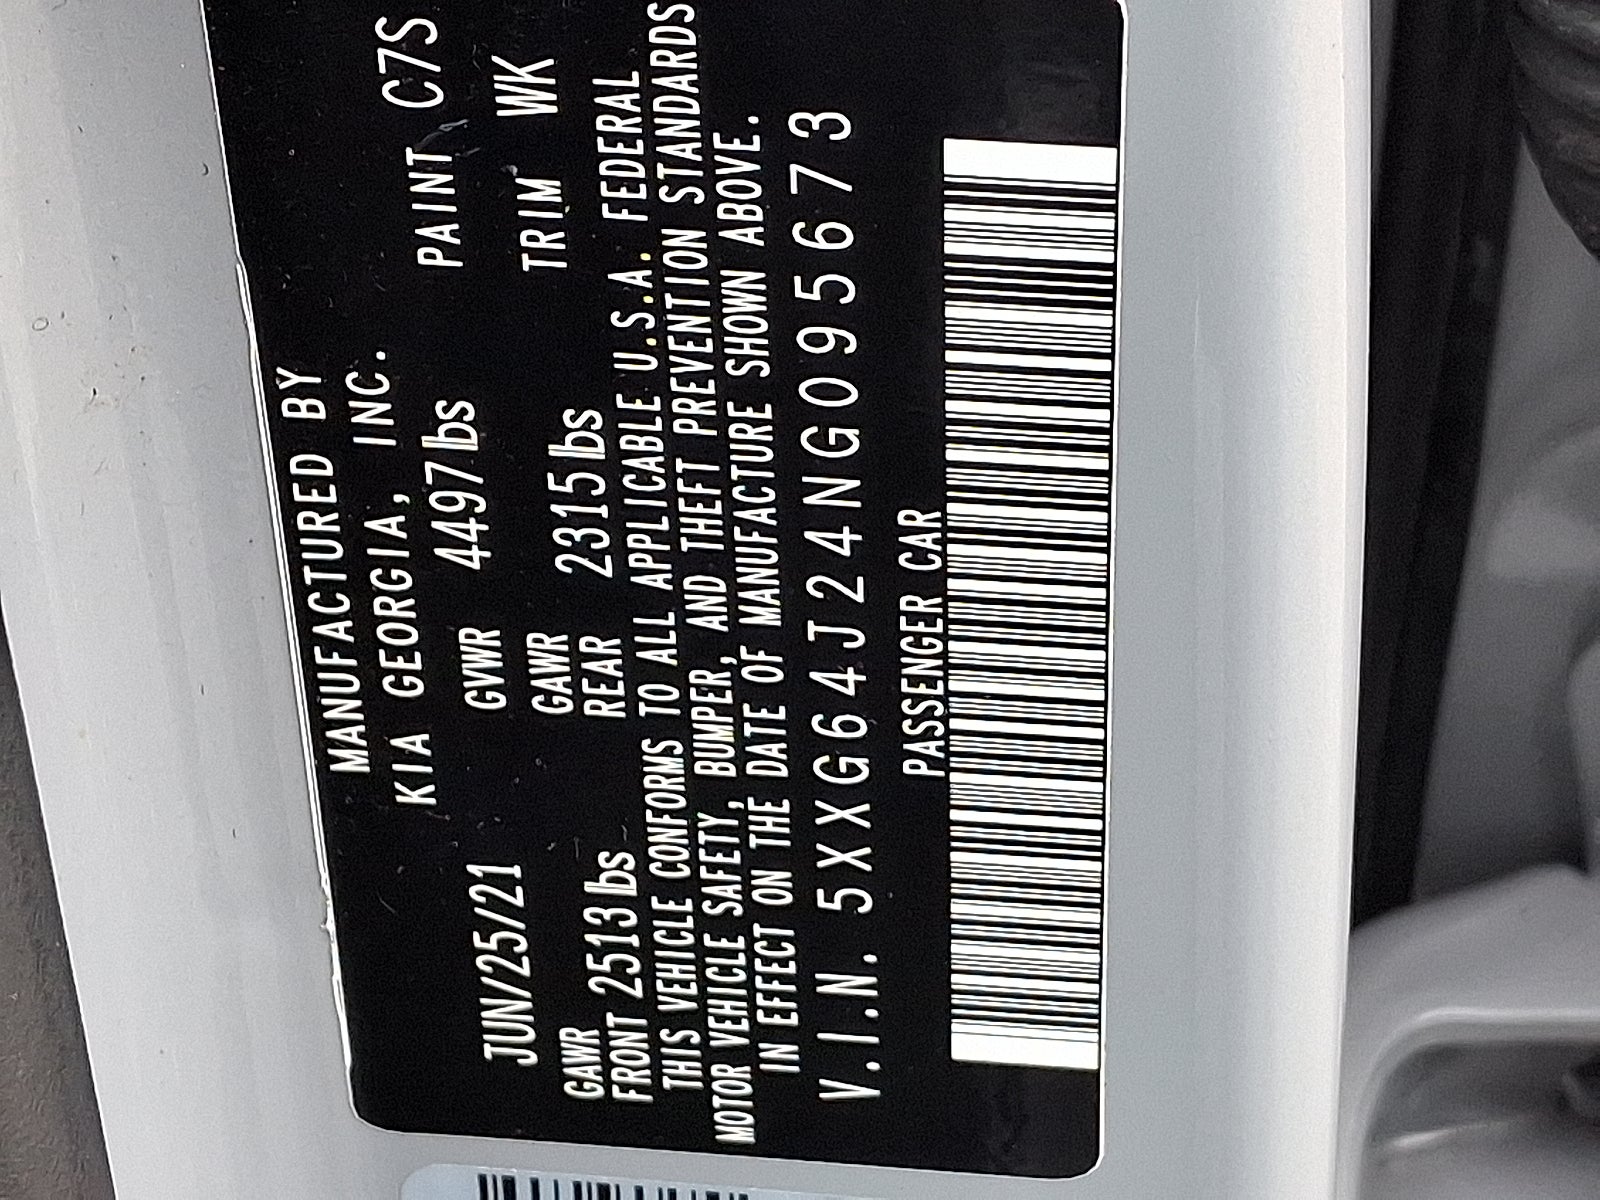 MANUFACTURED BY
KIA GEORGIA, INC.
PAINT C7S
JUN/25/21 GVWR 4497lbs
TRIM WK
GAWR FRONT 2513lbs GAWR REAR 2315lbs
THIS VEHICLE CONFORMS TO ALL APPLICABLE U.S.A. FEDERAL
MOTOR VEHICLE SAFETY, BUMPER, AND THEFT PREVENTION STANDARDS
IN EFFECT ON THE DATE OF MANUFACTURE SHOWN ABOVE.
V.I.N. 5XXG64J24NG095673
PASSENGER CAR